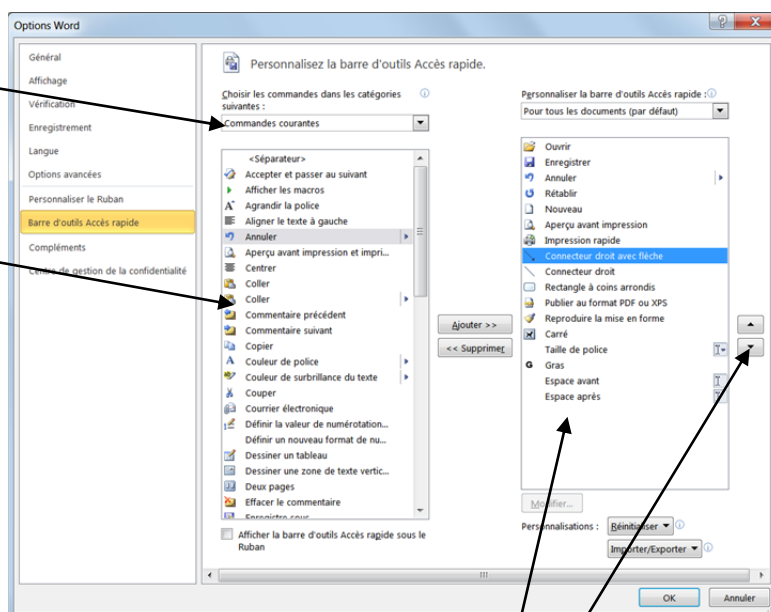 Options Word
Général
Affichage
Vérification
Enregistrement
Langue
Options avancées
Personnaliser le Ruban
Barre d'outils Accès rapide
Compléments
Centre de gestion de la confidentialité
Personnalisez la barre d'outils Accès rapide.
Choisir les commandes dans les catégories
suivantes :
Commandes courantes
<Séparateur>
Accepter et passer au suivant
Afficher les macros
Agrandir la police
Aligner le texte à gauche
Annuler
Aperçu avant impression et impri...
Centrer
Coller
Coller
Commentaire précédent
Commentaire suivant
Copier
Couleur de police
Couleur de surbrillance du texte
Couper
Courrier électronique
Définir la valeur de numérotation...
Définir un nouveau format de nu...
Dessiner un tableau
Dessiner une zone de texte vertic...
Deux pages
Effacer le commentaire
Enregistre sous
Afficher la barre d'outils Accès rapide sous le
Ruban
Ajouter >>
<< Supprimer
Personnaliser la barre d'outils Accès rapide :
Pour tous les documents (par défaut)
Ouvrir
Enregistrer
Annuler
Rétablir
Nouveau
Aperçu avant impression
Impression rapide
Connecteur droit avec flèche
Connecteur droit
Rectangle à coins arrondis
Publier au format PDF ou XPS
Reproduire la mise en forme
Carré
Taille de police
G Gras
Espace avant
Espace après
Modifier...
Personnalisations :
Réinitialiser
Importer/Exporter
OK
Annuler